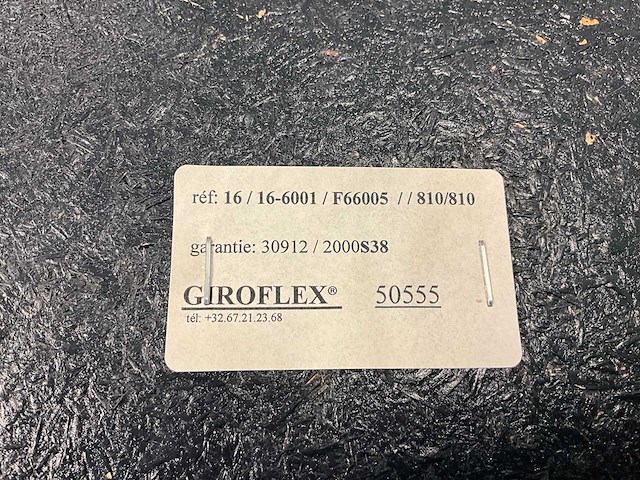 réf: 16 / 16-6001 / F66005 / / 810/810
garantie: 30912 / 2000S38
GIROFLEX® 50555
tél: +32.67.21.23.68